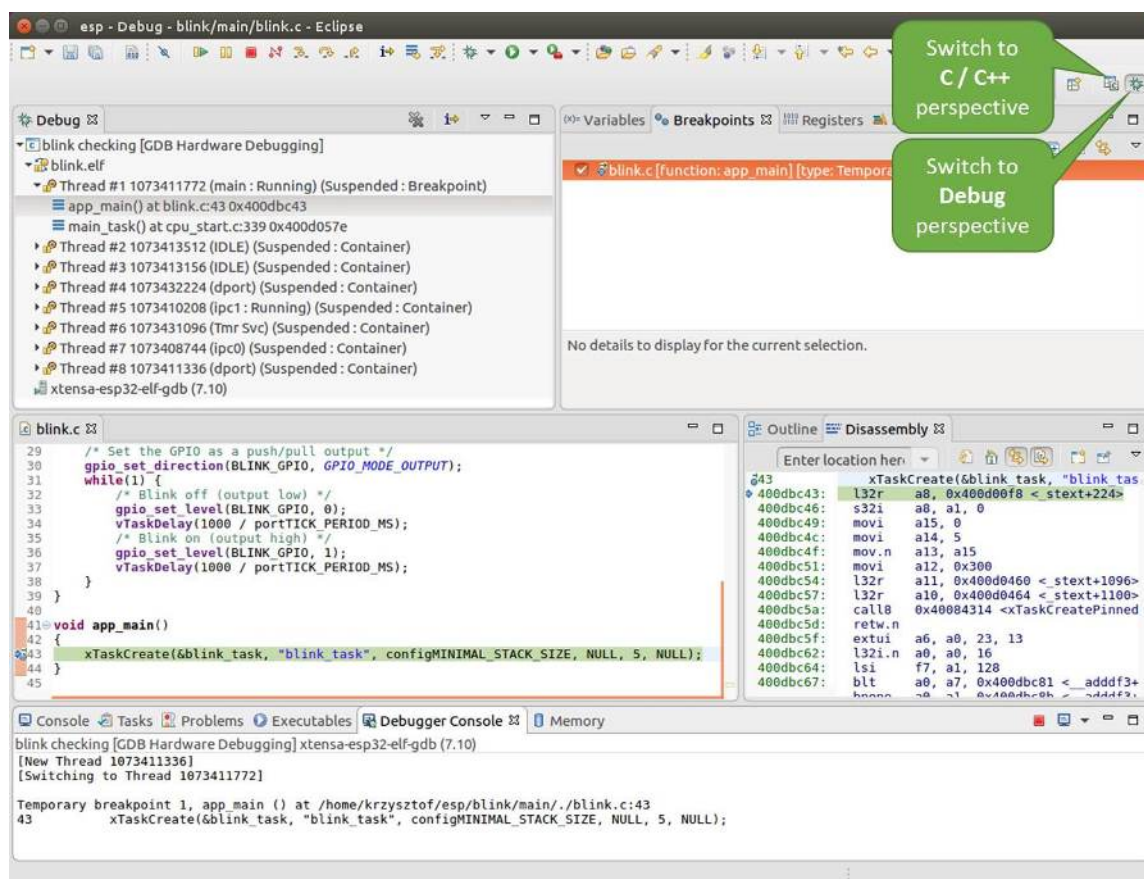 esp - Debug - blink/main/blink.c - Eclipse
Switch to
C / C++
perspective
Debug
(x)= Variables
Breakpoints
Registers
blink checking [GDB Hardware Debugging]
blink.elf
Thread #1 1073411772 (main : Running) (Suspended : Breakpoint)
app_main() at blink.c:43 0x400dbc43
main_task() at cpu_start.c:339 0x400d057e
Thread #2 1073413512 (IDLE) (Suspended : Container)
Thread #3 1073413156 (IDLE) (Suspended : Container)
Thread #4 1073432224 (dport) (Suspended : Container)
Thread #5 1073410208 (ipc1 : Running) (Suspended : Container)
Thread #6 1073431096 (Tmr Svc) (Suspended : Container)
Thread #7 1073408744 (ipc0) (Suspended : Container)
Thread #8 1073411336 (dport) (Suspended : Container)
xtensa-esp32-elf-gdb (7.10)
blink.c [function: app_main] [type: Tempora
Switch to
Debug
perspective
No details to display for the current selection.
blink.c
29 /* Set the GPIO as a push/pull output */
30 gpio_set_direction(BLINK_GPIO, GPIO_MODE_OUTPUT);
31 while(1) {
32 /* Blink off (output low) */
33 gpio_set_level(BLINK_GPIO, 0);
34 vTaskDelay(1000 / portTICK_PERIOD_MS);
35 /* Blink on (output high) */
36 gpio_set_level(BLINK_GPIO, 1);
37 vTaskDelay(1000 / portTICK_PERIOD_MS);
38 }
39 }
40
41 void app_main()
42 {
43 xTaskCreate(&blink_task, "blink_task", configMINIMAL_STACK_SIZE, NULL, 5, NULL);
44 }
45
Outline
Disassembly
Enter location her
43 xTaskCreate(&blink_task, "blink_tas
400dbc43: l32r a8, 0x400d00f8 <_stext+224>
400dbc46: s32i a8, a1, 0
400dbc49: movi a15, 0
400dbc4c: movi a14, 5
400dbc4f: mov.n a13, a15
400dbc51: movi a12, 0x300
400dbc54: l32r a11, 0x400d0460 <_stext+1096>
400dbc57: l32r a10, 0x400d0464 <_stext+1100>
400dbc5a: call8 0x40084314 <xTaskCreatePinned
400dbc5d: retw.n
400dbc5f: extui a6, a0, 23, 13
400dbc62: l32i.n a0, a0, 16
400dbc64: lsi f7, a1, 128
400dbc67: blt a0, a7, 0x400dbc81 <__adddf3+
Console
Tasks
Problems
Executables
Debugger Console
Memory
blink checking [GDB Hardware Debugging] xtensa-esp32-elf-gdb (7.10)
[New Thread 1073411336]
[Switching to Thread 1073411772]
Temporary breakpoint 1, app_main () at /home/krzysztof/esp/blink/main/./blink.c:43
43 xTaskCreate(&blink_task, "blink_task", configMINIMAL_STACK_SIZE, NULL, 5, NULL);